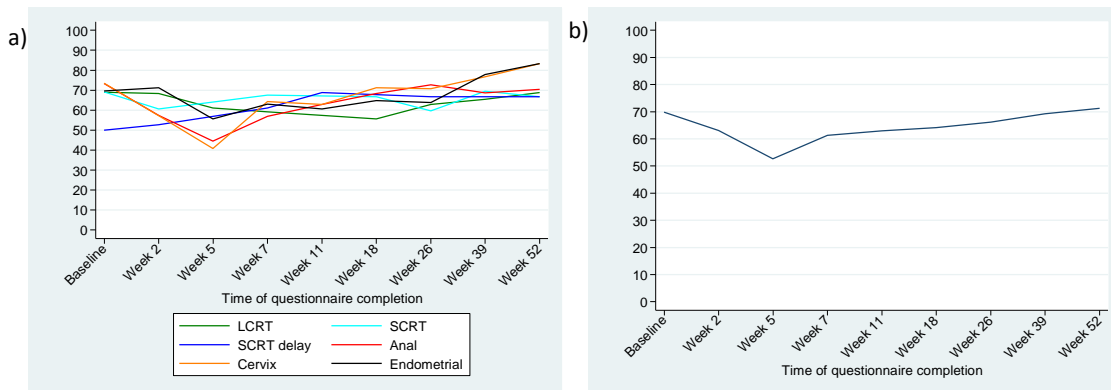 a)
100
90
80
70
60
50
40
30
20
10
0
Baseline
Week 2
Week 5
Week 7
Week 11
Week 18
Week 26
Week 39
Week 52
Time of questionnaire completion
LCRT SCRT
SCRT delay Anal
Cervix Endometrial
b)
100
90
80
70
60
50
40
30
20
10
0
Baseline
Week 2
Week 5
Week 7
Week 11
Week 18
Week 26
Week 39
Week 52
Time of questionnaire completion